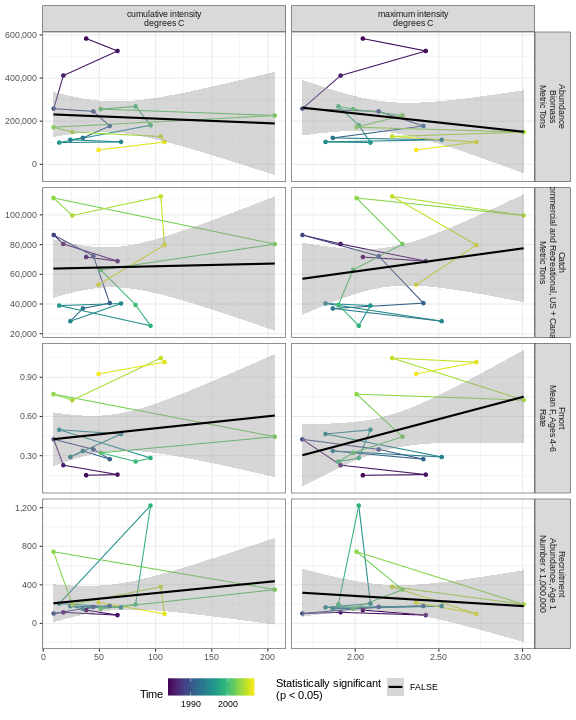 cumulative intensity
degrees C
maximum intensity
degrees C
600,000
400,000
200,000
0
Abundance
Biomass
Metric Tons
100,000
80,000
60,000
40,000
20,000
Catch
ommercial and Recreational, US + Cana
Metric Tons
0.90
0.60
0.30
Fmort
Mean F, Ages 4-6
Rate
1,200
800
400
0
Recruitment
Abundance, Age 1
Number x 1,000,000
0
50
100
150
200
2.00
2.50
3.00
Time
1990
2000
Statistically significant
(p < 0.05)
FALSE